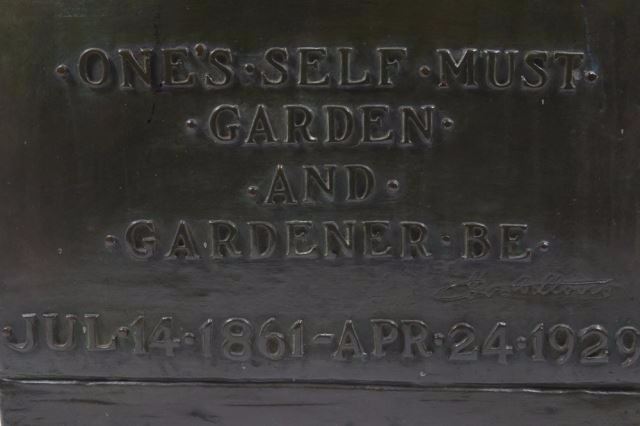 ·ONE'S·SELF·MUST·
·GARDEN·
·AND·
·GARDENER·BE·
·JUL·14·1861–APR·24·1929